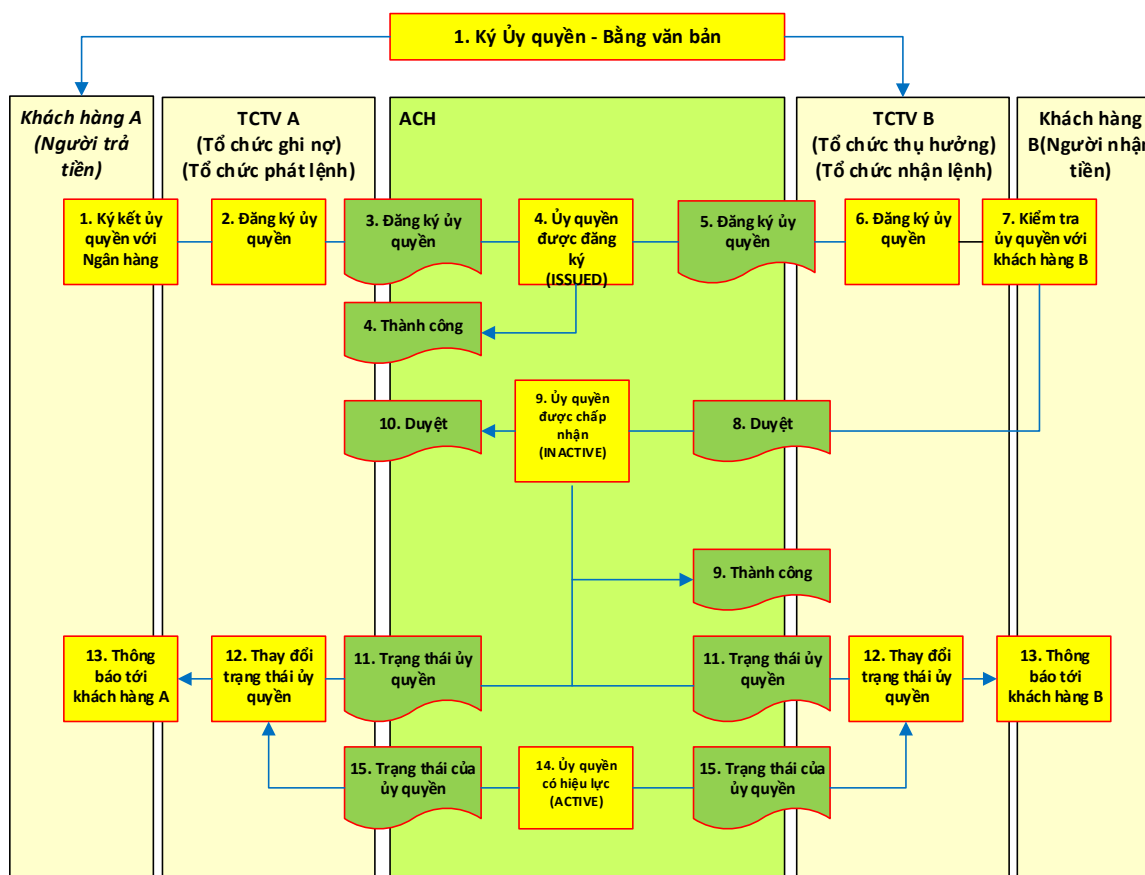 1. Ký Ủy quyền - Bằng văn bản
Khách hàng A
(Người trả
tiền)
TCTV A
(Tổ chức ghi nợ)
(Tổ chức phát lệnh)
ACH
TCTV B
(Tổ chức thụ hưởng)
(Tổ chức nhận lệnh)
Khách hàng
B(Người nhận
tiền)
1. Ký kết ủy
quyền với
Ngân hàng
2. Đăng ký ủy
quyền
3. Đăng ký ủy
quyền
4. Ủy quyền
được đăng
ký
(ISSUED)
5. Đăng ký ủy
quyền
6. Đăng ký ủy
quyền
7. Kiểm tra
ủy quyền với
khách hàng B
4. Thành công
10. Duyệt
9. Ủy quyền
được chấp
nhận
(INACTIVE)
8. Duyệt
9. Thành công
13. Thông
báo tới
khách hàng A
12. Thay đổi
trạng thái ủy
quyền
11. Trạng thái ủy
quyền
11. Trạng thái ủy
quyền
12. Thay đổi
trạng thái ủy
quyền
13. Thông
báo tới
khách hàng B
15. Trạng thái của
ủy quyền
14. Ủy quyền
có hiệu lực
(ACTIVE)
15. Trạng thái của
ủy quyền